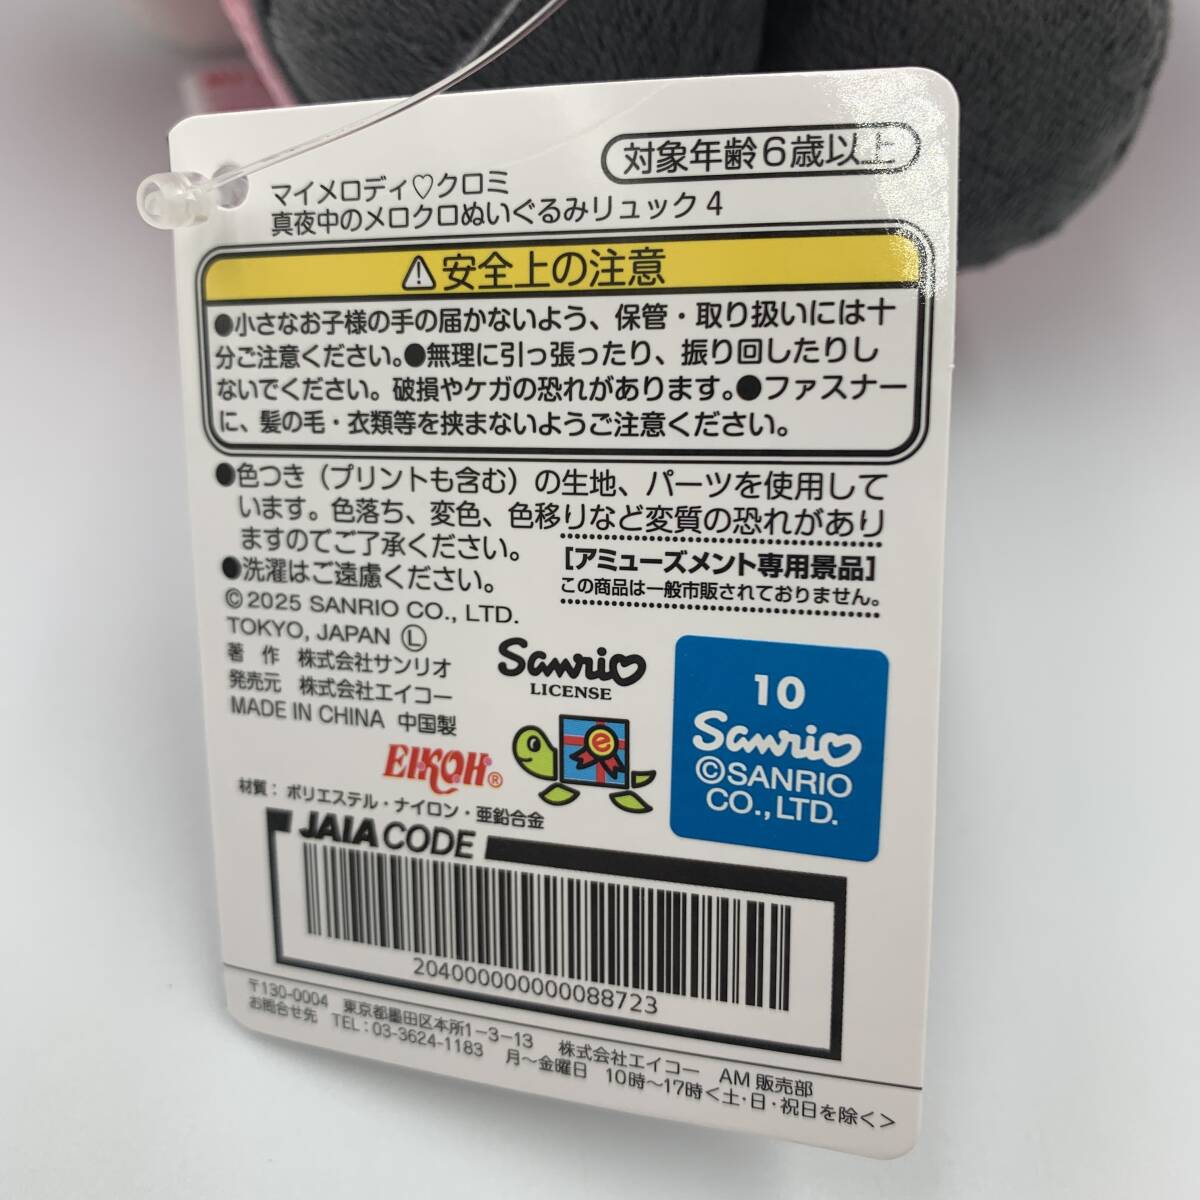 対象年齢6歳以上
マイメロディ♡クロミ
真夜中のメロクロぬいぐるみリュック4
⚠安全上の注意
●小さなお子様の手の届かないよう、保管・取り扱いには十
分ご注意ください。●無理に引っ張ったり、振り回したりし
ないでください。破損やケガの恐れがあります。●ファスナー
に、髪の毛・衣類等を挟まないようご注意ください。
●色つき（プリントも含む）の生地、パーツを使用して
います。色落ち、変色、色移りなど変質の恐れがあり
ますのでご了承ください。
●洗濯はご遠慮ください。
[アミューズメント専用景品]
この商品は一般市販されておりません。
©2025 SANRIO CO., LTD.
TOKYO, JAPAN Ⓛ
著 作 株式会社サンリオ
発売元 株式会社エイコー
MADE IN CHINA 中国製
Sanrio
LICENSE
EIKOH®
e
10
Sanrio
©SANRIO
CO.,LTD.
材質：ポリエステル・ナイロン・亜鉛合金
JAIA CODE
2040000000000088723
〒130-0004 東京都墨田区本所1-3-13 株式会社エイコー AM販売部
お問合せ先 TEL：03-3624-1183 月～金曜日 10時～17時＜土・日・祝日を除く＞